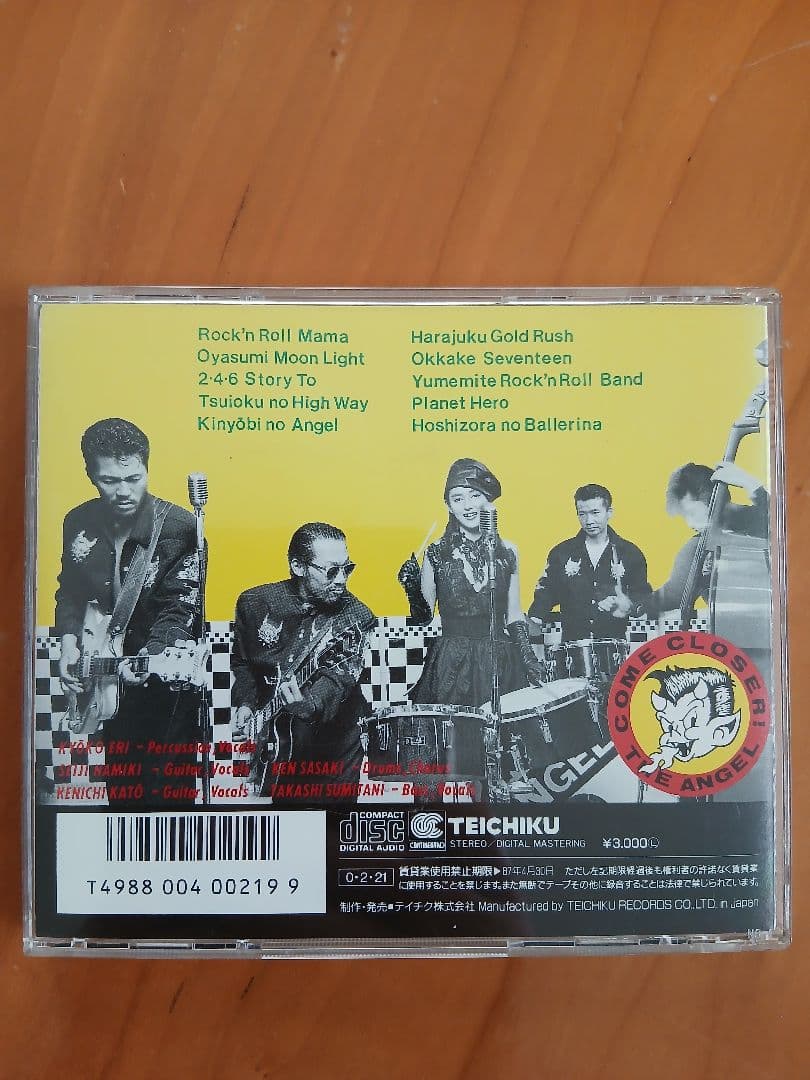 Rock'n Roll Mama
Oyasumi Moon Light
2·4·6 Story To
Tsuioku no High Way
Kinyōbi no Angel
Harajuku Gold Rush
Okkake Seventeen
Yumemite Rock'n Roll Band
Planet Hero
Hoshizora no Ballerina
COME CLOSER!
THE ANGEL
KYŌKO ERI – Percussion, Vocals
SEIJI NAMIKI – Guitar, Vocals KEN SASAKI – Drums, Chorus
KENICHI KATŌ – Guitar, Vocals TAKASHI SUMITANI – Bass, Vocals
ANGEL
T4988 004 00219 9
COMPACT disc DIGITAL AUDIO
CONTINENTAL
TEICHIKU
STEREO/DIGITAL MASTERING ¥3,000Ⓛ
0·2·21
賃貸業使用禁止期限▶87年4月30日 ただし左記期限経過後も権利者の許諾なく賃貸業
に使用することを禁じます。また無断でテープその他に録音することは法律で禁じられています。
制作・発売■テイチク株式会社 Manufactured by TEICHIKU RECORDS CO., LTD. in Japan